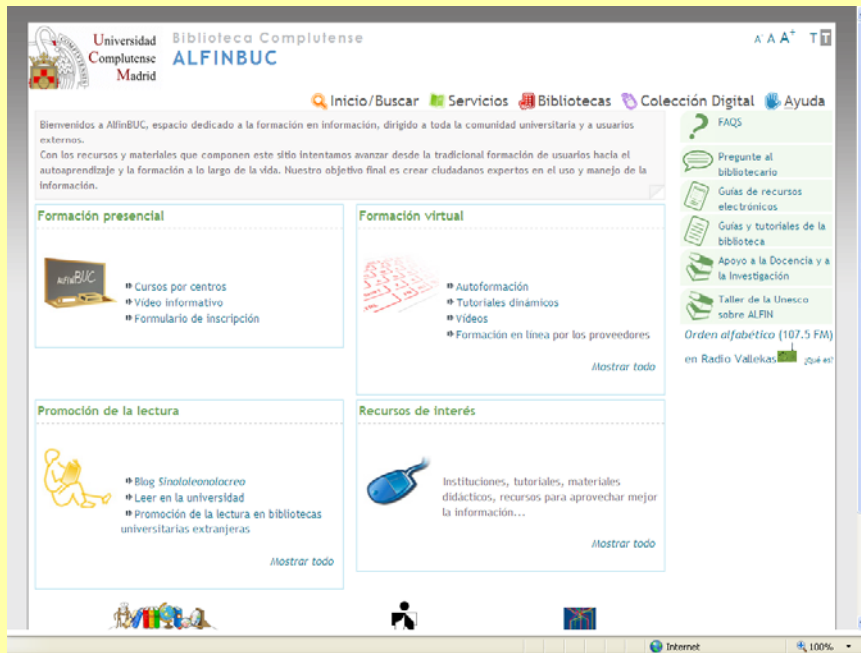 Universidad
Complutense
Madrid
Biblioteca Complutense
ALFINBUC
A- A A+ T T
Inicio/Buscar Servicios Bibliotecas Colección Digital Ayuda
Bienvenidos a AlfinBUC, espacio dedicado a la formación en información, dirigido a toda la comunidad universitaria y a usuarios
externos.
Con los recursos y materiales que componen este sitio intentamos avanzar desde la tradicional formación de usuarios hacia el
autoaprendizaje y la formación a lo largo de la vida. Nuestro objetivo final es crear ciudadanos expertos en el uso y manejo de la
información.
Formación presencial
ALFINBUC
Cursos por centros
Vídeo informativo
Formulario de inscripción
Formación virtual
Autoformación
Tutoriales dinámicos
Vídeos
Formación en línea por los proveedores
Mostrar todo
Promoción de la lectura
Blog Sinololeonolocreo
Leer en la universidad
Promoción de la lectura en bibliotecas
universitarias extranjeras
Mostrar todo
Recursos de interés
Instituciones, tutoriales, materiales
didácticos, recursos para aprovechar mejor
la información...
Mostrar todo
FAQS
Pregunte al
bibliotecario
Guías de recursos
electrónicos
Guías y tutoriales de la
biblioteca
Apoyo a la Docencia y a
la Investigación
Taller de la Unesco
sobre ALFIN
Orden alfabético (107.5 FM)
en Radio Vallekas ¿Qué es?
Internet 100%